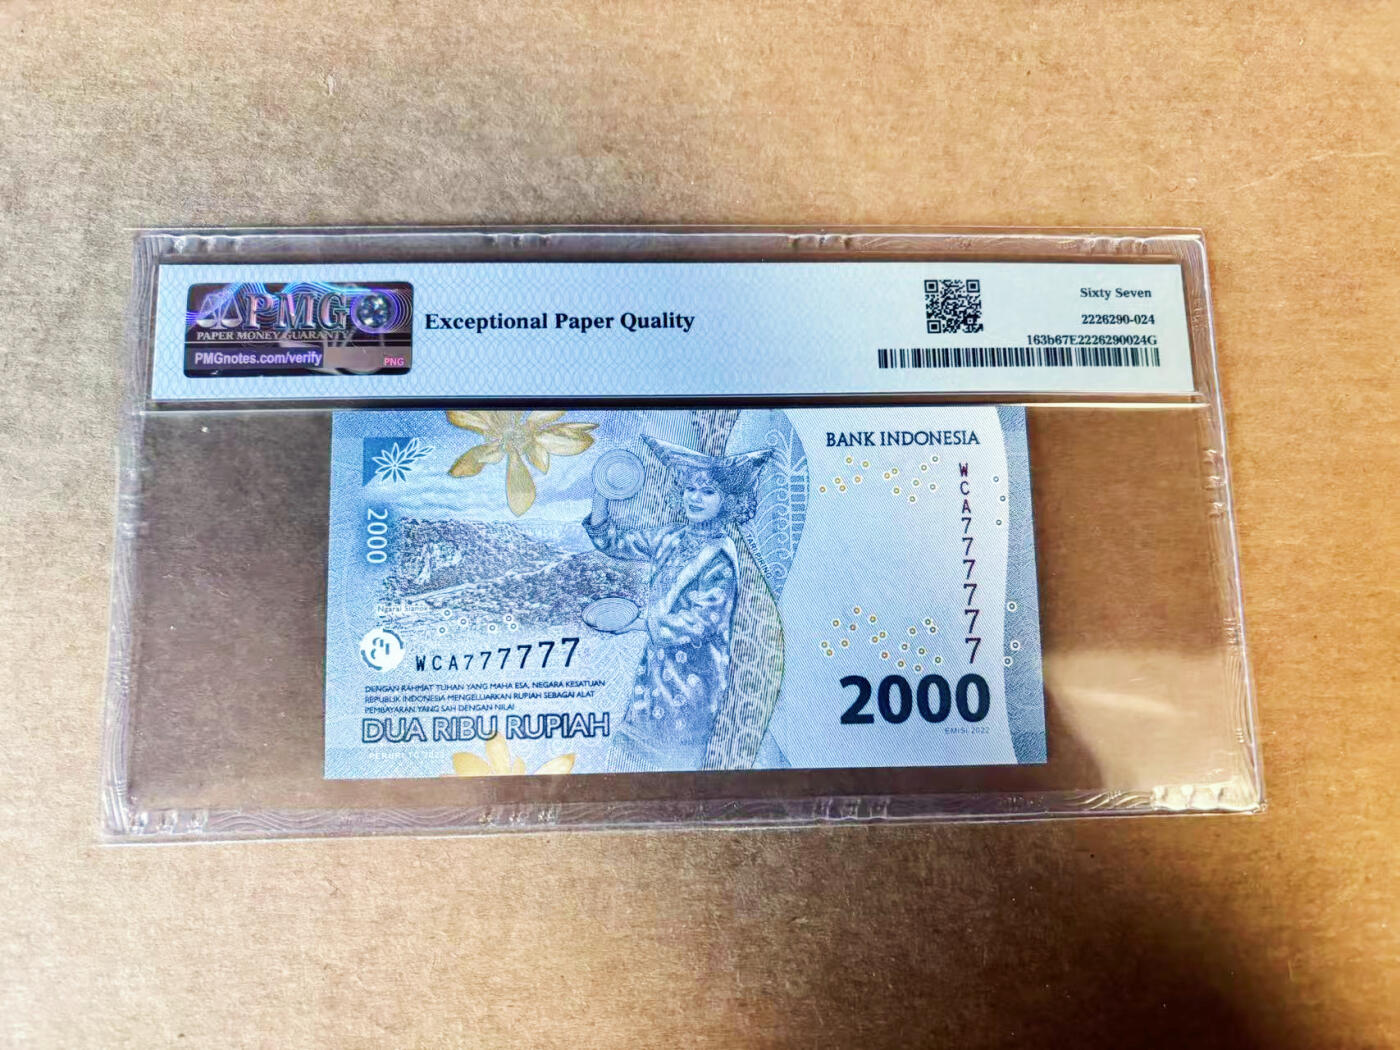 PMG
PAPER MONEY GUARANTY
PMGnotes.com/verify
PNG
Exceptional Paper Quality
Sixty Seven
2226290-024
163b67E2226290024G
BANK INDONESIA
WCA777777
2000
Ngarai Sianok
WCA777777
DENGAN RAHMAT TUHAN YANG MAHA ESA, NEGARA KESATUAN
REPUBLIK INDONESIA MENGELUARKAN RUPIAH SEBAGAI ALAT
PEMBAYARAN YANG SAH DENGAN NILAI
DUA RIBU RUPIAH
2000
EMISI 2022